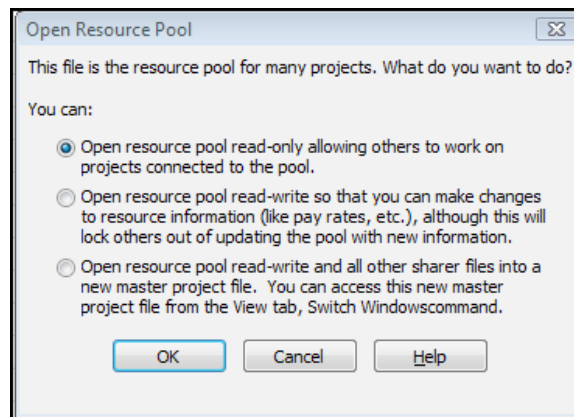 Open Resource Pool
This file is the resource pool for many projects. What do you want to do?
You can:
Open resource pool read-only allowing others to work on
projects connected to the pool.
Open resource pool read-write so that you can make changes
to resource information (like pay rates, etc.), although this will
lock others out of updating the pool with new information.
Open resource pool read-write and all other sharer files into a
new master project file.  You can access this new master
project file from the View tab, Switch Windowscommand.
OK Cancel Help